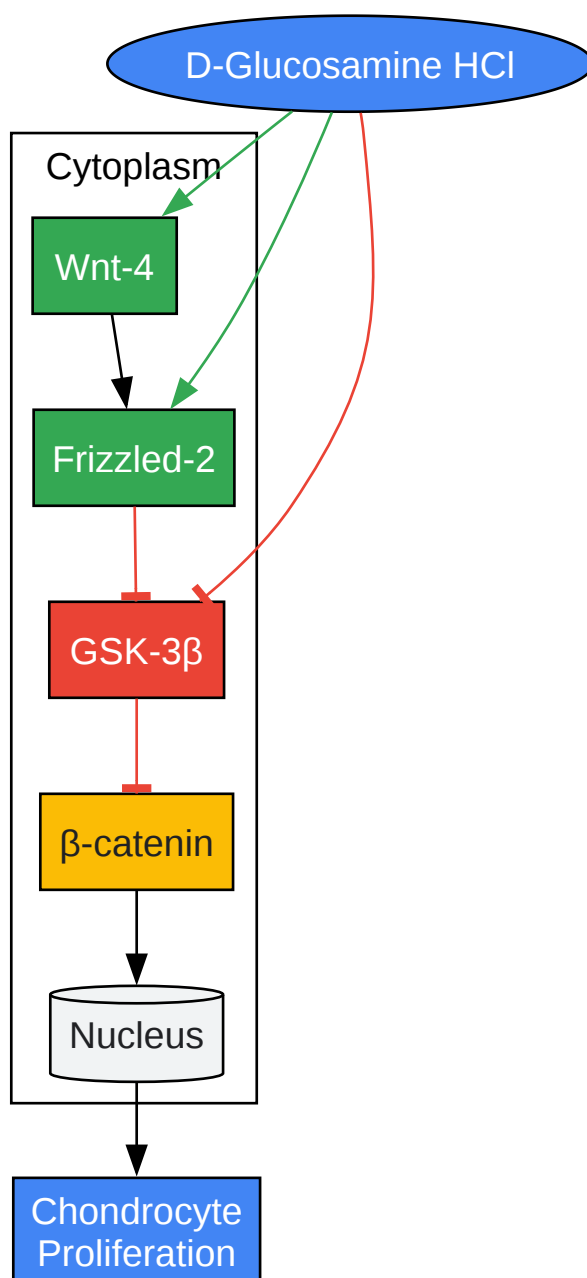 D-Glucosamine HCl
Cytoplasm
Wnt-4
Frizzled-2
GSK-3β
β-catenin
Nucleus
Chondrocyte
Proliferation